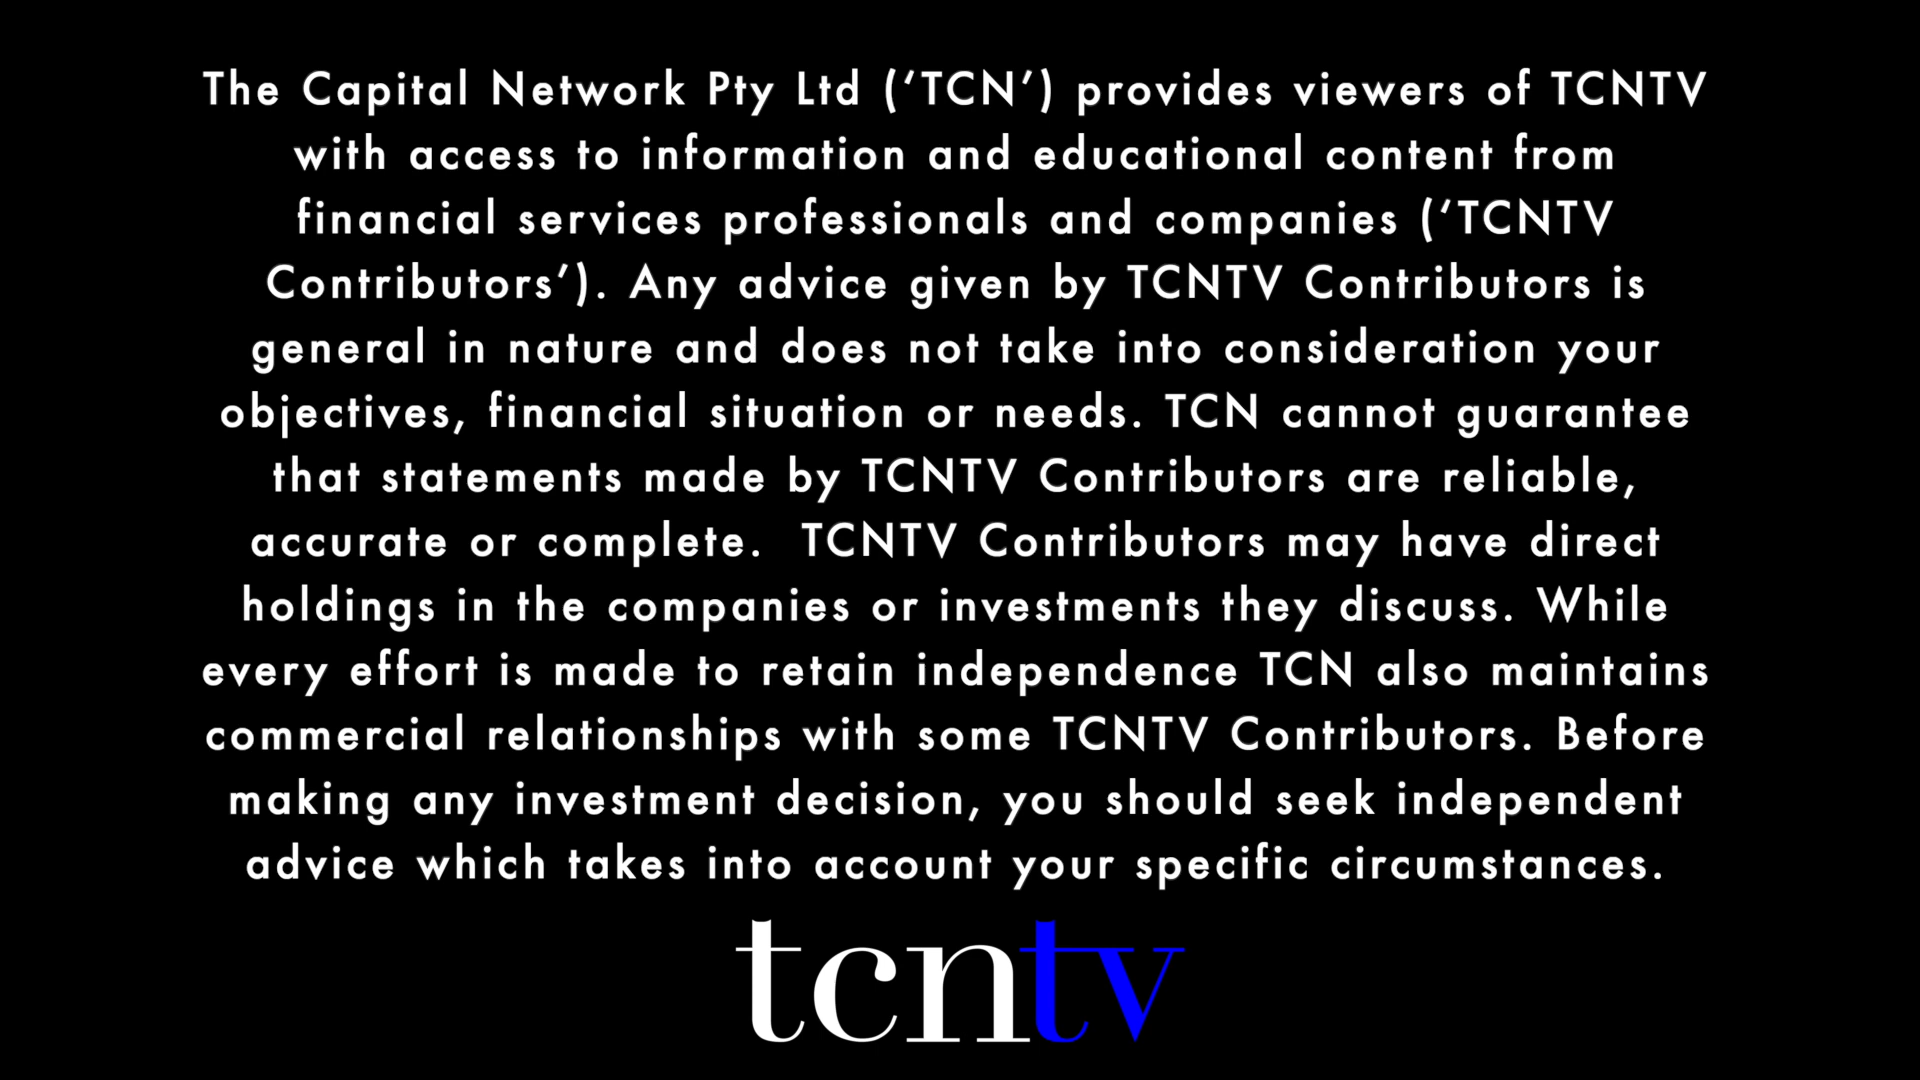 The Capital Network Pty Ltd (‘TCN’) provides viewers of TCNTV
with access to information and educational content from
financial services professionals and companies (‘TCNTV
Contributors’). Any advice given by TCNTV Contributors is
general in nature and does not take into consideration your
objectives, financial situation or needs. TCN cannot guarantee
that statements made by TCNTV Contributors are reliable,
accurate or complete.  TCNTV Contributors may have direct
holdings in the companies or investments they discuss. While
every effort is made to retain independence TCN also maintains
commercial relationships with some TCNTV Contributors. Before
making any investment decision, you should seek independent
advice which takes into account your specific circumstances.
tcntv